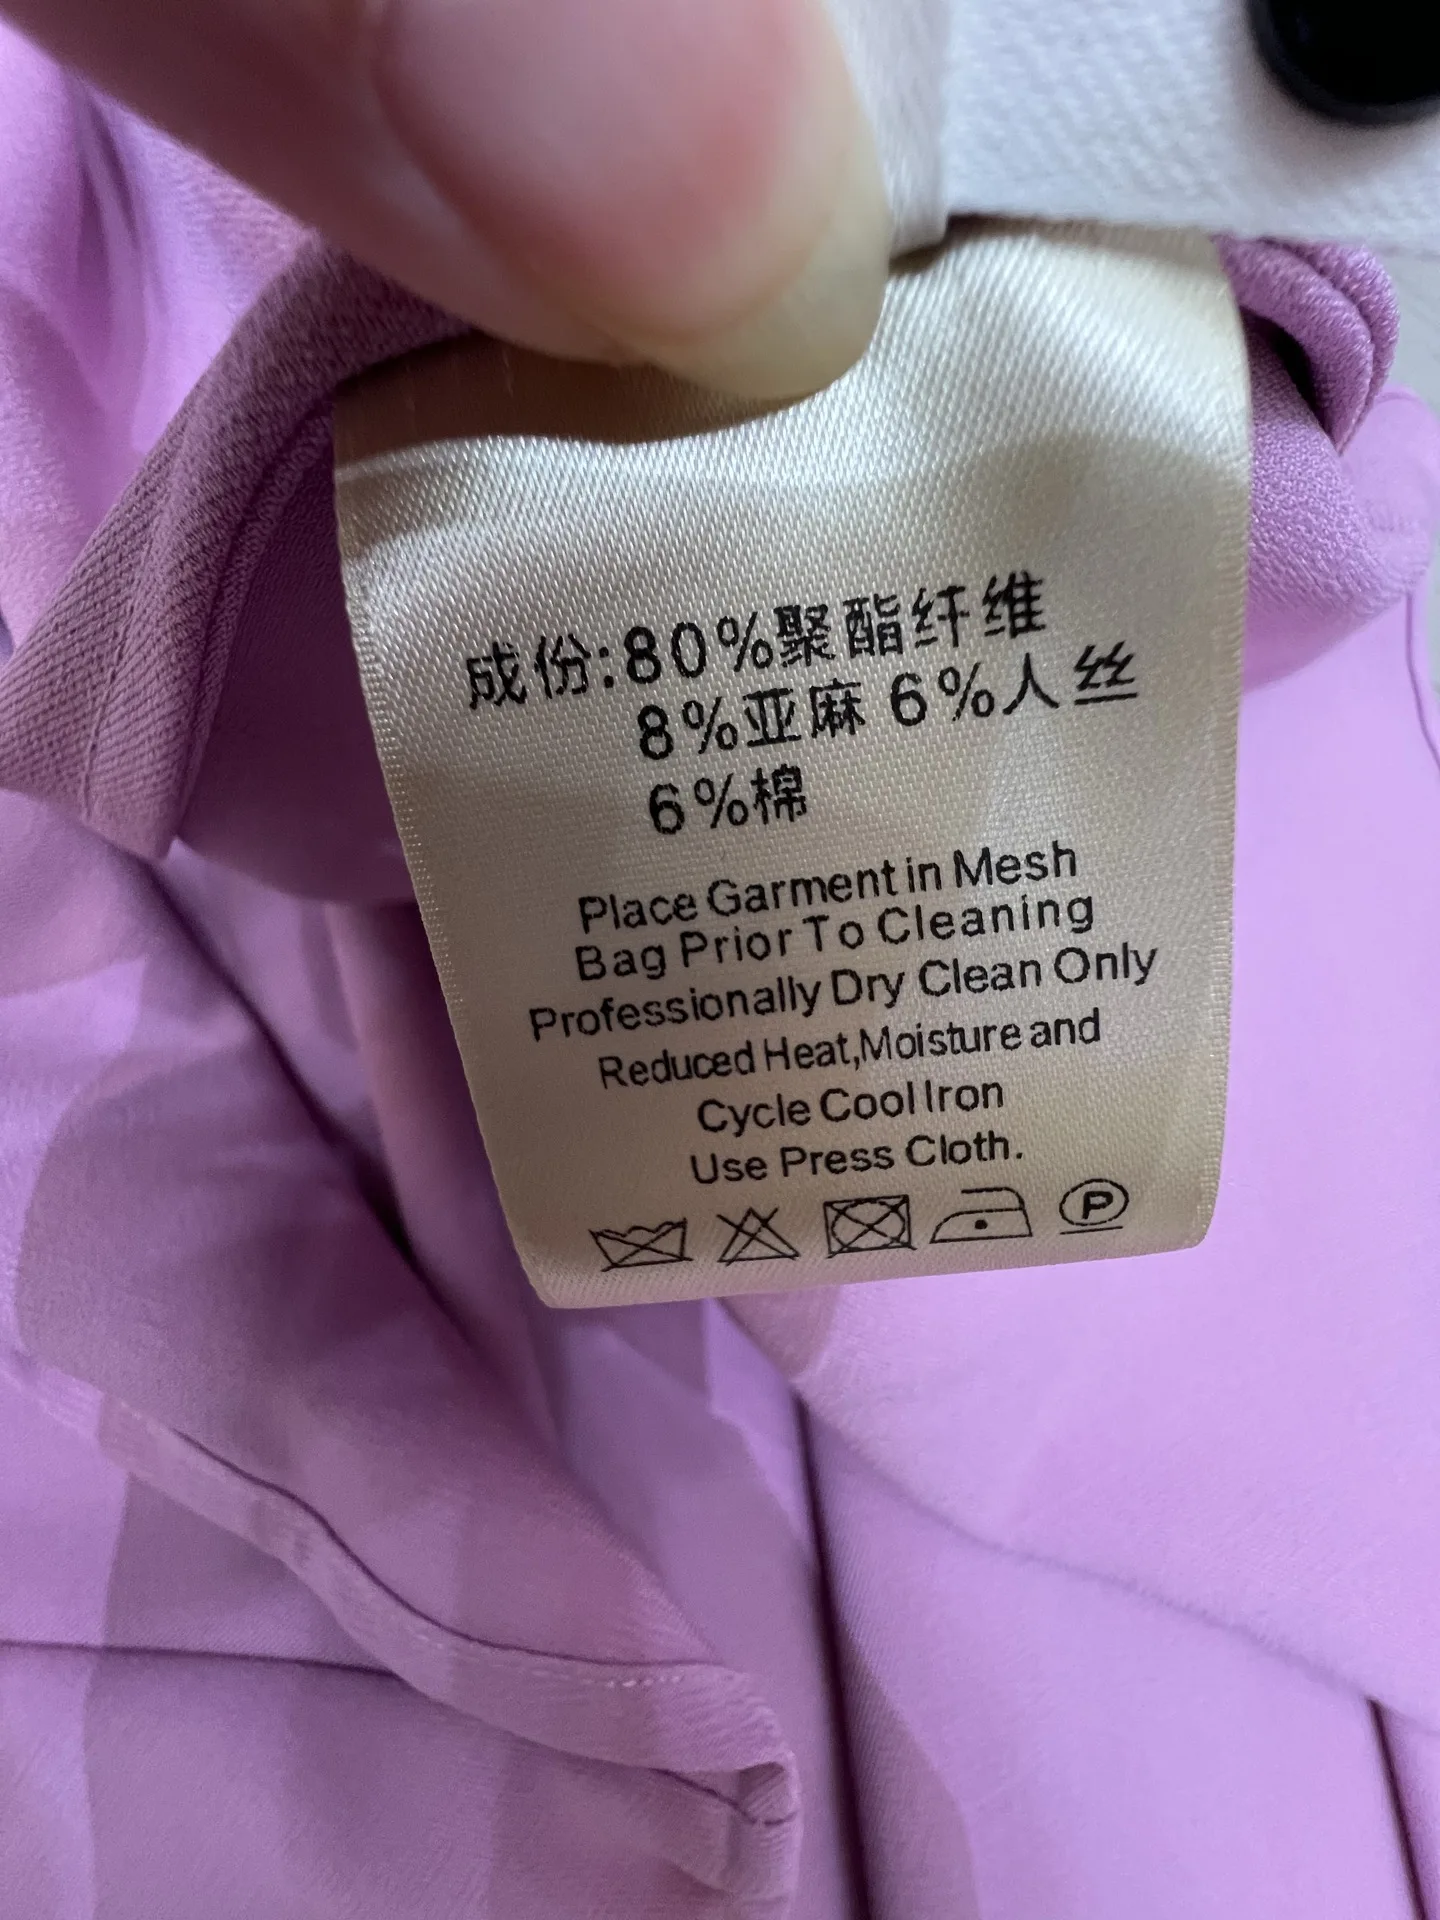 成份:80%聚酯纤维
8%亚麻 6%人丝
6%棉
Place Garment in Mesh
Bag Prior To Cleaning
Professionally Dry Clean Only
Reduced Heat,Moisture and
Cycle Cool Iron
Use Press Cloth.
P